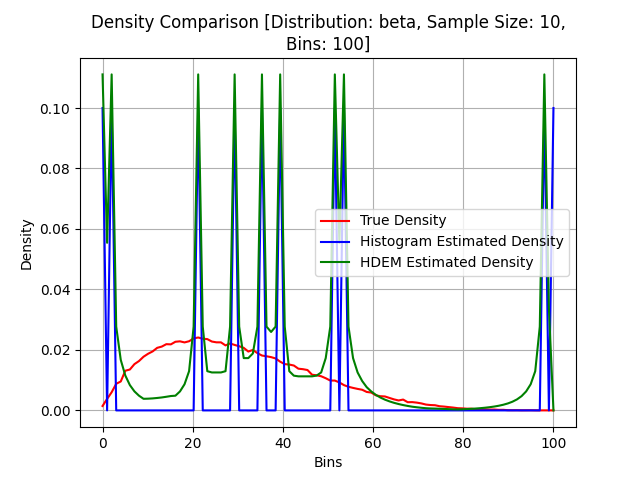 Density Comparison [Distribution: beta, Sample Size: 10,
Bins: 100]
Density
0.10
0.08
0.06
0.04
0.02
0.00
True Density
Histogram Estimated Density
HDEM Estimated Density
0
20
40
60
80
100
Bins